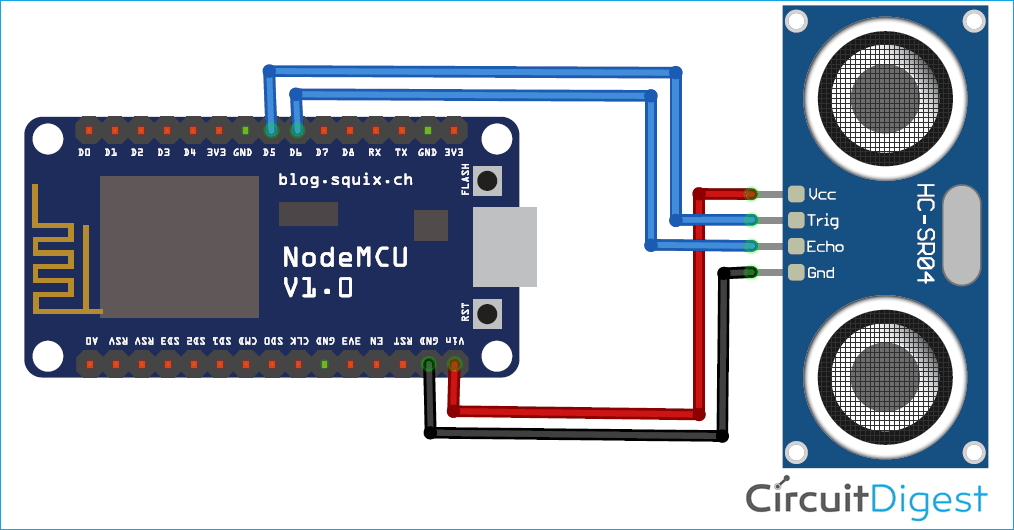 D0 D1 D2 D3 D4 3V3 GND D5 D6 D7 D8 RX TX GND 3V3
blog.squix.ch
FLASH
NodeMCU
V1.0
RST
A0 RSV RSV SD3 SD2 SD1 CMD SD0 CLK GND 3V3 EN RST GND Vin
Vcc
Trig
Echo
Gnd
HC-SR04
CircuitDigest